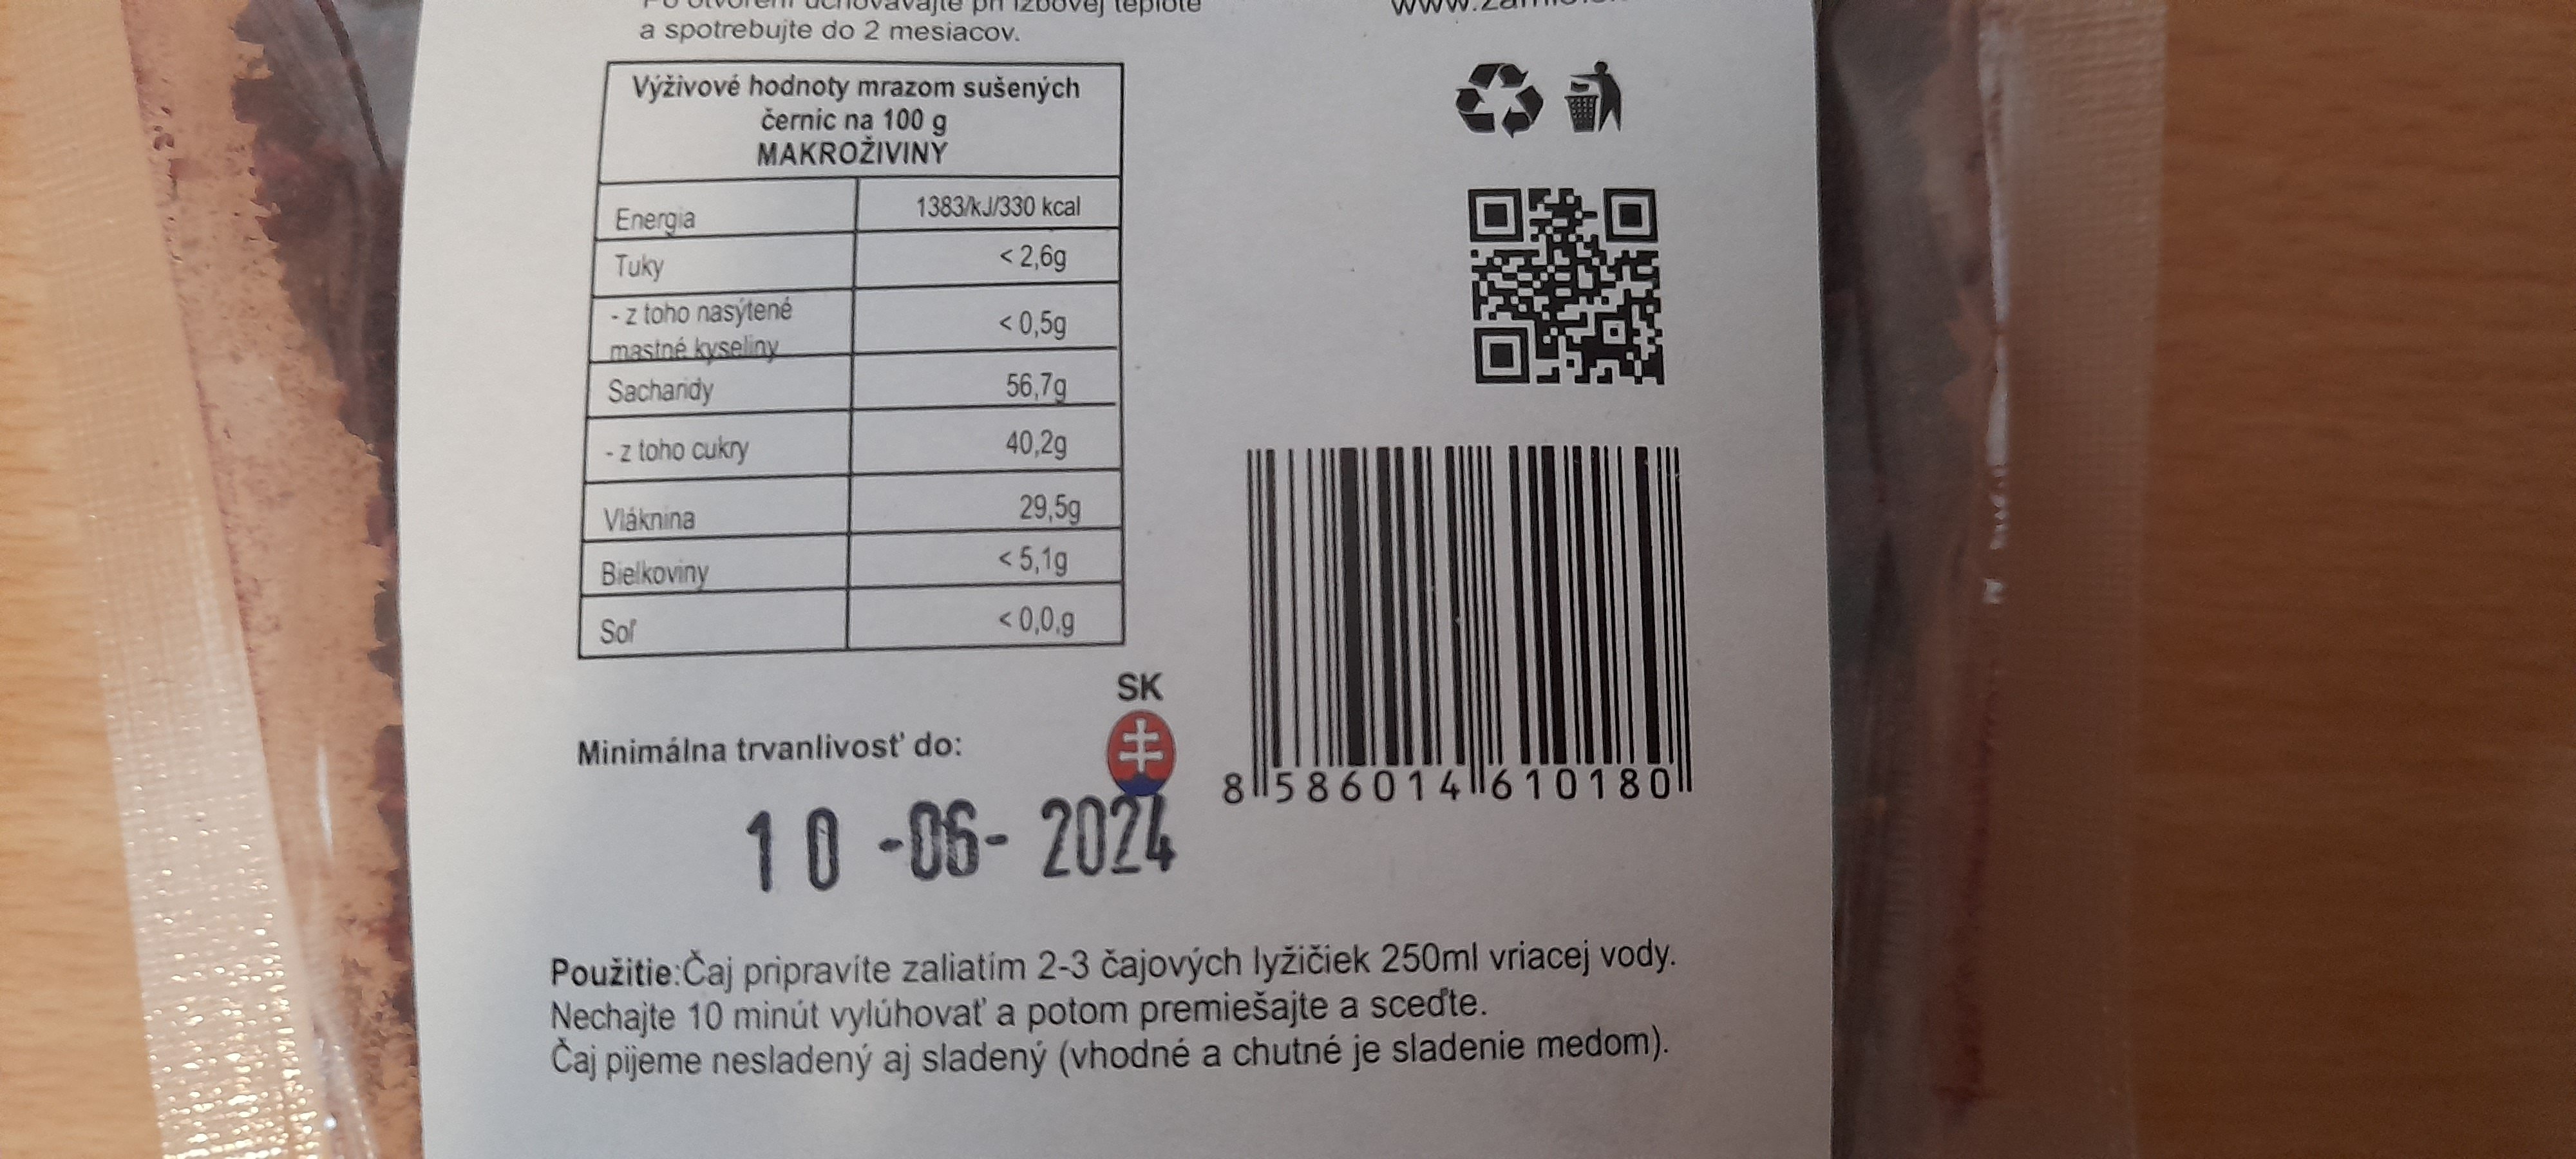 a spotrebujte do 2 mesiacov.
Výživové hodnoty mrazom sušených
černic na 100 g
MAKROŽIVINY
Energia 1383/kJ/330 kcal
Tuky < 2,6g
- z toho nasýtené
mastné kyseliny < 0,5g
Sacharidy 56,7g
- z toho cukry 40,2g
Vláknina 29,5g
Bielkoviny < 5,1g
Soľ < 0,0,g
SK
Minimálna trvanlivosť do:
10 -06- 2024
8 586014 610180
Použitie:Čaj pripravíte zaliatím 2-3 čajových lyžičiek 250ml vriacej vody.
Nechajte 10 minút vylúhovať a potom premiešajte a sceďte.
Čaj pijeme nesladený aj sladený (vhodné a chutné je sladenie medom).